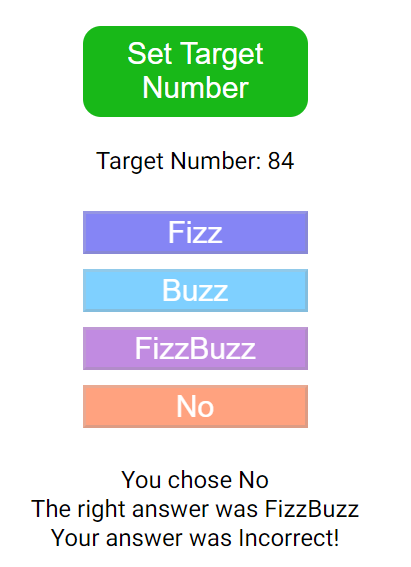 Set Target
Number
Target Number: 84
Fizz
Buzz
FizzBuzz
No
You chose No
The right answer was FizzBuzz
Your answer was Incorrect!